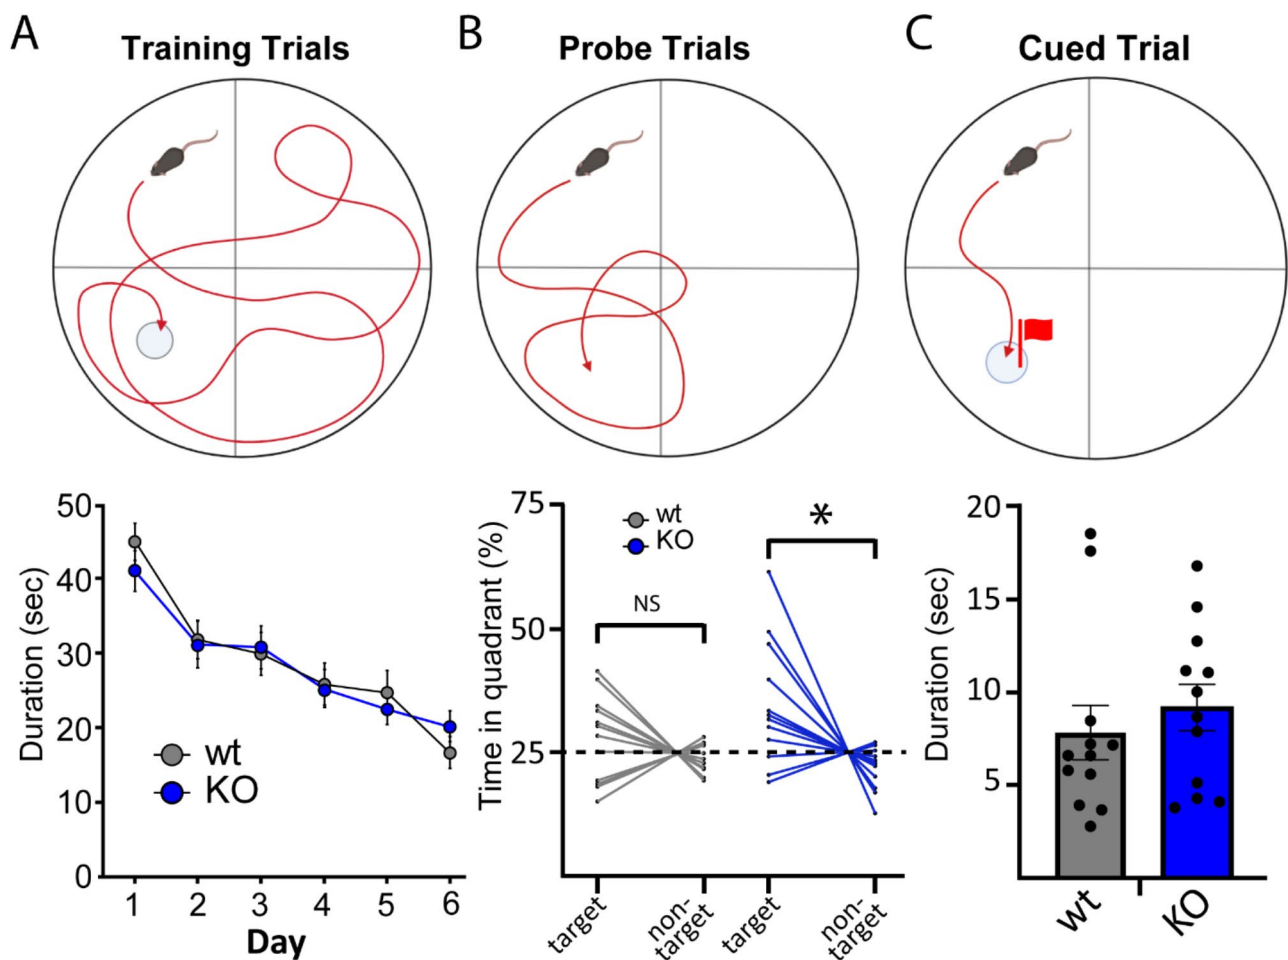 A
Training Trials
B
Probe Trials
C
Cued Trial
50
40
30
20
10
0
Duration (sec)
wt
KO
1 2 3 4 5 6
Day
75
50
25
Time in quadrant (%)
wt
KO
NS
*
target
non-
target
target
non-
target
20
15
10
5
Duration (sec)
wt
KO